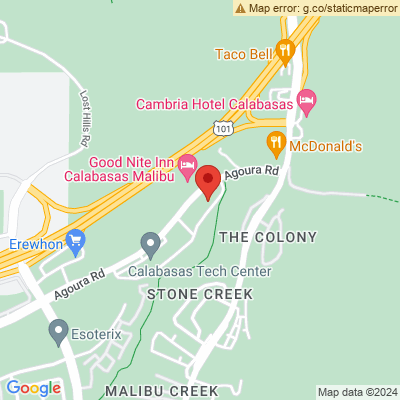 Map error: g.co/staticmaperror
Taco Bell
Lost Hills Rd
Cambria Hotel Calabasas
101
McDonald's
Good Nite Inn
Calabasas Malibu
Agoura Rd
THE COLONY
Erewhon
Calabasas Tech Center
Agoura Rd
STONE CREEK
Esoterix
MALIBU CREEK
Google
Map data ©2024